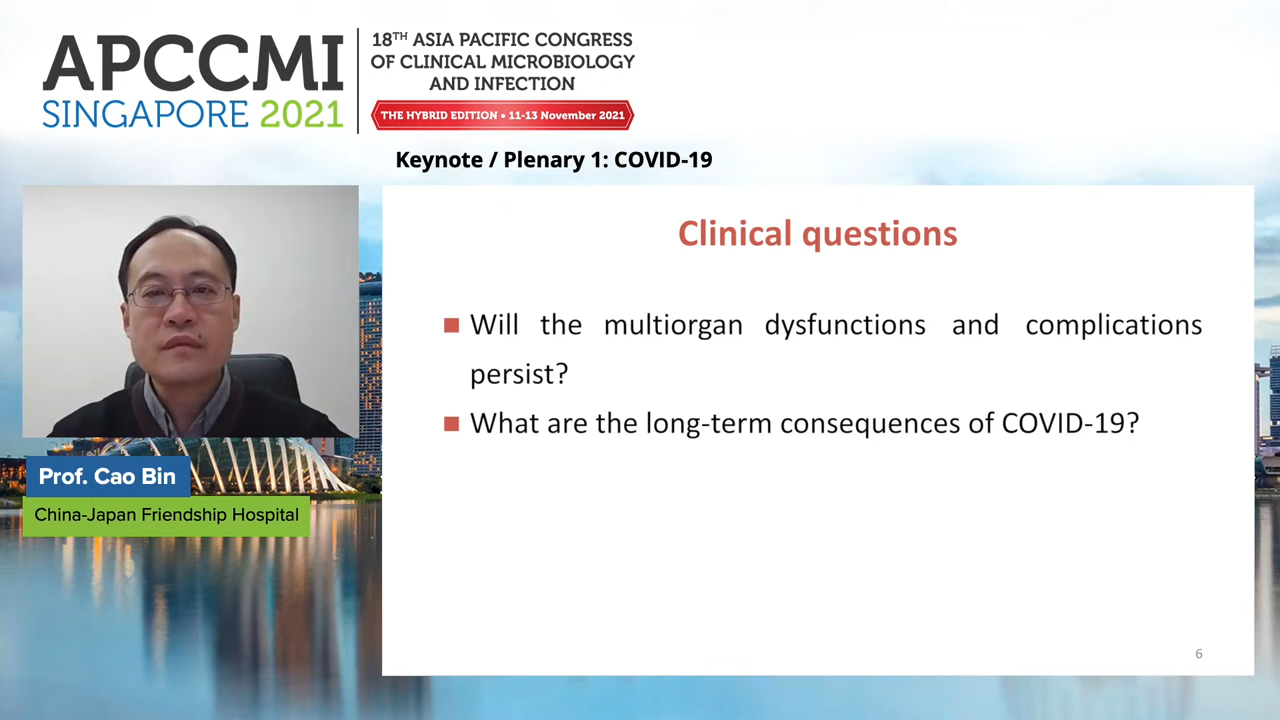 APCCMI
SINGAPORE 2021
18TH ASIA PACIFIC CONGRESS
OF CLINICAL MICROBIOLOGY
AND INFECTION
THE HYBRID EDITION • 11-13 November 2021
Keynote / Plenary 1: COVID-19
Clinical questions
Will the multiorgan dysfunctions and complications
persist?
What are the long-term consequences of COVID-19?
Prof. Cao Bin
China-Japan Friendship Hospital
6